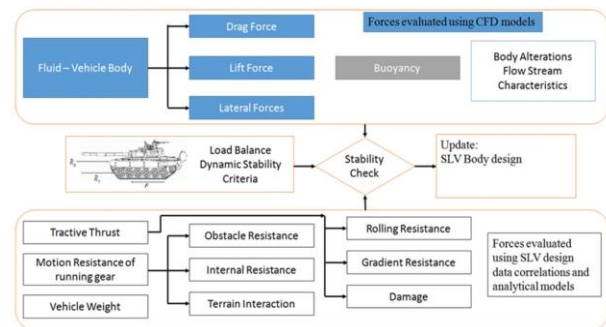 Drag Force
Forces evaluated using CFD models
Fluid – Vehicle Body
Lift Force
Buoyancy
Body Alterations
Flow Stream
Characteristics
Lateral Forces
Load Balance
Dynamic Stability
Criteria
Stability
Check
Update:
SLV Body design
Tractive Thrust
Obstacle Resistance
Rolling Resistance
Motion Resistance of
running gear
Internal Resistance
Gradient Resistance
Forces evaluated
using SLV design
data correlations and
analytical models
Vehicle Weight
Terrain Interaction
Damage